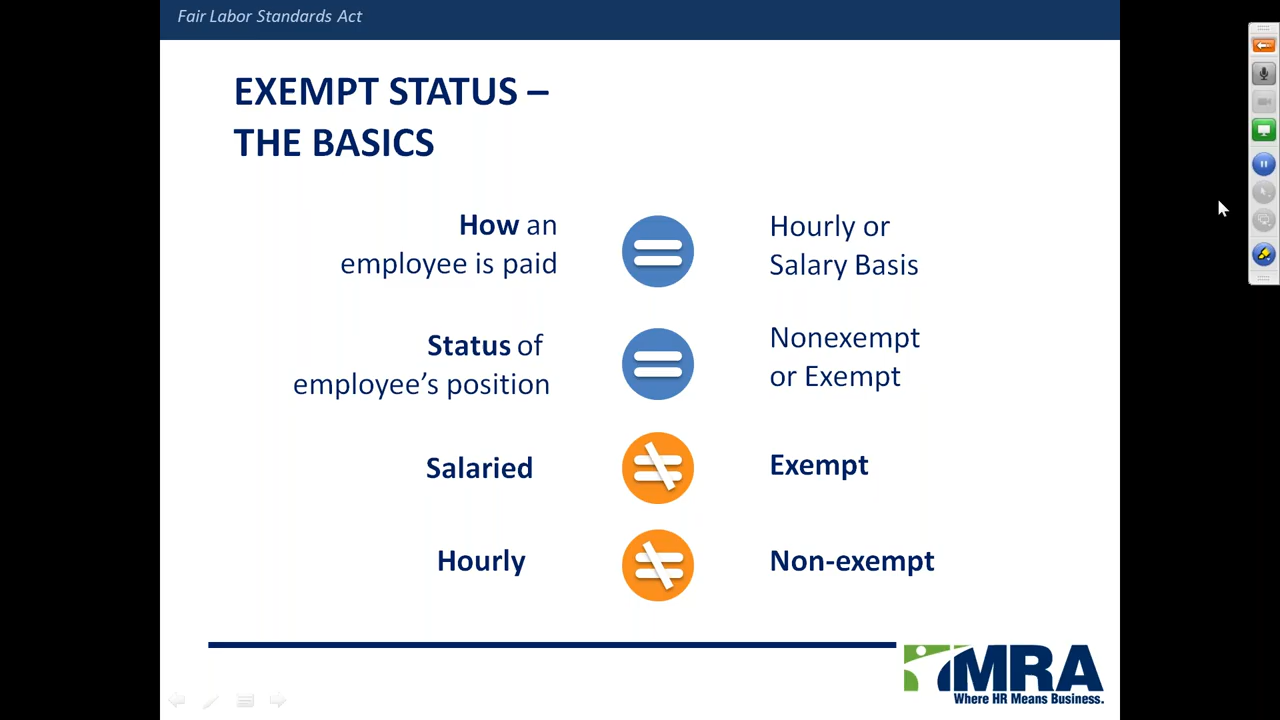 Fair Labor Standards Act
EXEMPT STATUS –
THE BASICS
How an
employee is paid
Hourly or
Salary Basis
Status of
employee's position
Nonexempt
or Exempt
Salaried
Exempt
Hourly
Non-exempt
MRA
Where HR Means Business.